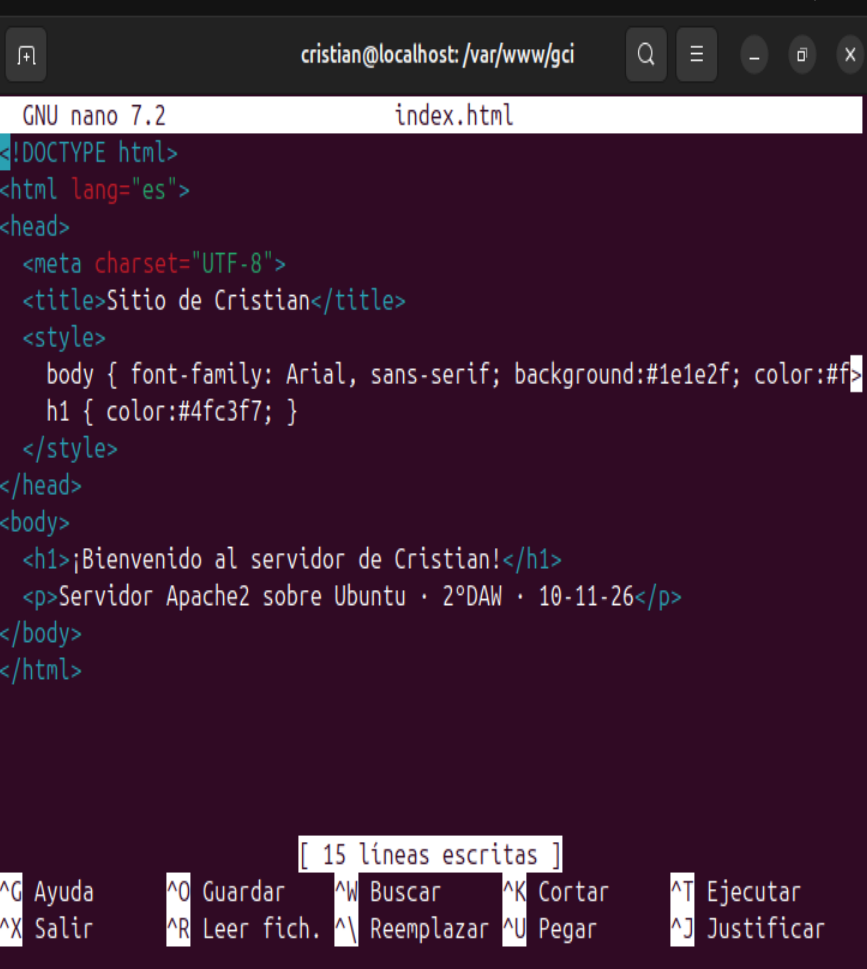 cristian@localhost: /var/www/gci
GNU nano 7.2 index.html
<!DOCTYPE html>
<html lang="es">
<head>
  <meta charset="UTF-8">
  <title>Sitio de Cristian</title>
  <style>
    body { font-family: Arial, sans-serif; background:#1e1e2f; color:#f>
    h1 { color:#4fc3f7; }
  </style>
</head>
<body>
  <h1>¡Bienvenido al servidor de Cristian!</h1>
  <p>Servidor Apache2 sobre Ubuntu · 2ºDAW · 10-11-26</p>
</body>
</html>
[ 15 líneas escritas ]
^G Ayuda ^O Guardar ^W Buscar ^K Cortar ^T Ejecutar
^X Salir ^R Leer fich. ^\ Reemplazar ^U Pegar ^J Justificar